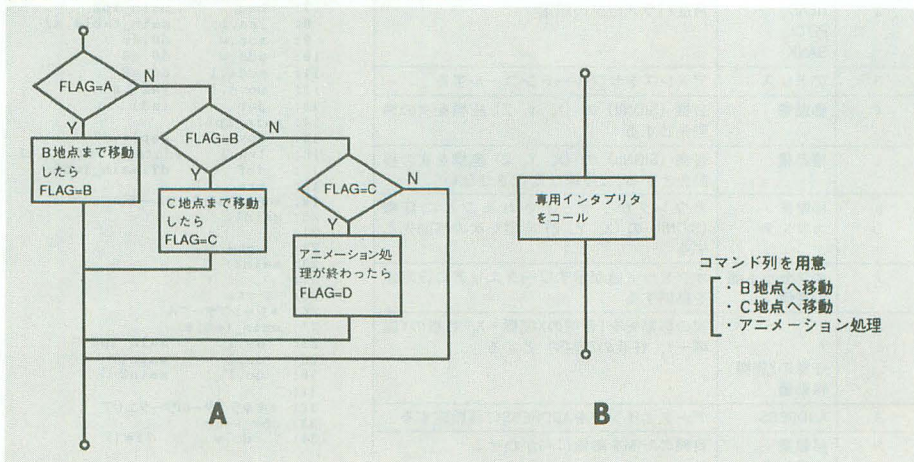 FLAG=A
N
Y
B地点まで移動
したら
FLAG=B
FLAG=B
N
Y
C地点まで移動
したら
FLAG=C
FLAG=C
N
Y
アニメーション処
理が終わったら
FLAG=D
A
専用インタプリタ
をコール
B
コマンド列を用意
・B地点へ移動
・C地点へ移動
・アニメーション処理